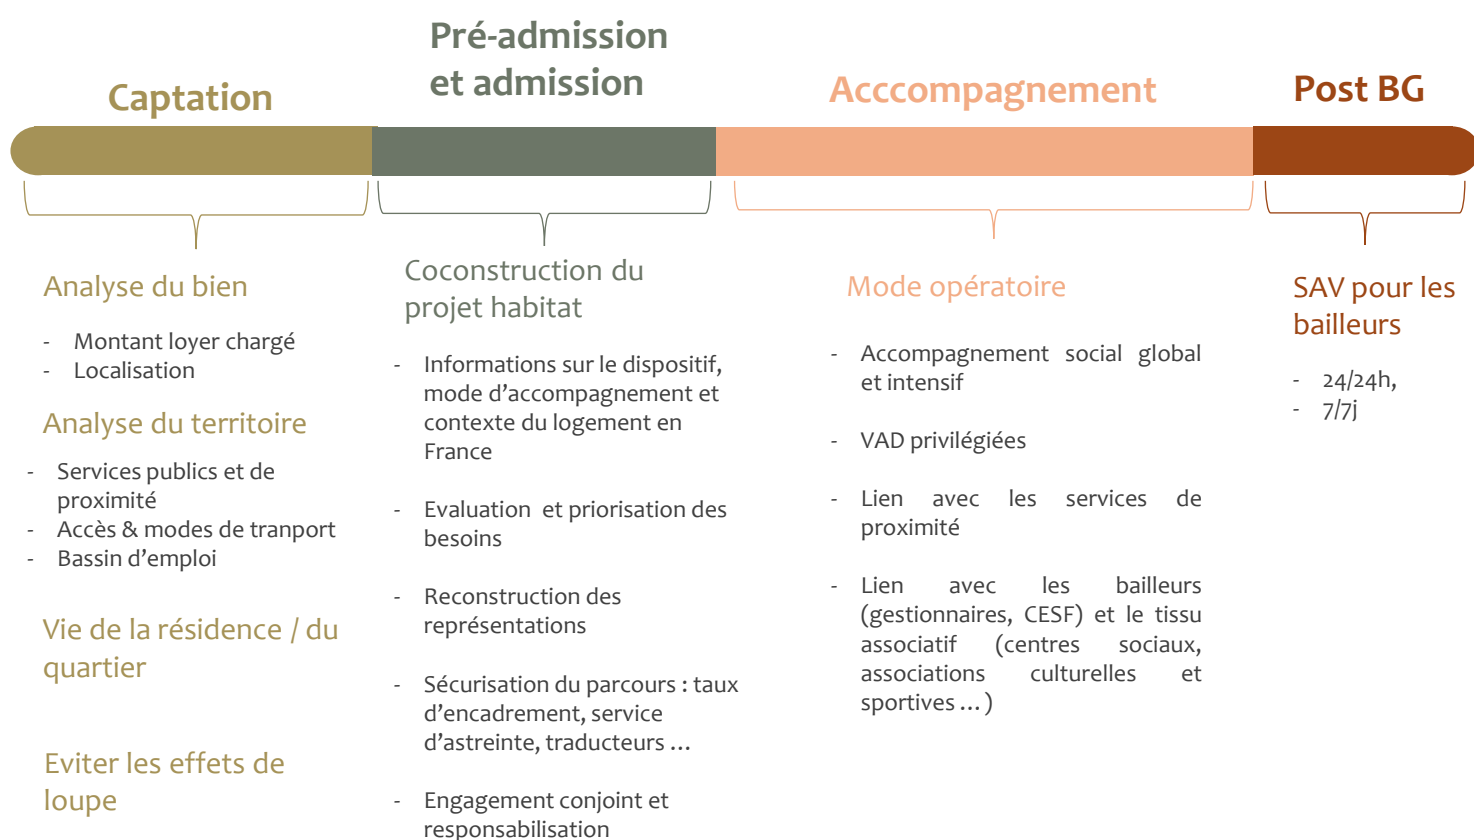 Captation
Analyse du bien
- Montant loyer chargé
- Localisation
Analyse du territoire
- Services publics et de
proximité
- Accès & modes de tranport
- Bassin d’emploi
Vie de la résidence / du
quartier
Eviter les effets de
loupe
Pré-admission
et admission
Coconstruction du
projet habitat
- Informations sur le dispositif,
mode d’accompagnement et
contexte du logement en
France
- Evaluation et priorisation des
besoins
- Reconstruction des
représentations
- Sécurisation du parcours : taux
d’encadrement, service
d’astreinte, traducteurs …
- Engagement conjoint et
responsabilisation
Acccompagnement
Mode opératoire
- Accompagnement social global
et intensif
- VAD privilégiées
- Lien avec les services de
proximité
- Lien avec les bailleurs
(gestionnaires, CESF) et le tissu
associatif (centres sociaux,
associations culturelles et
sportives … )
Post BG
SAV pour les
bailleurs
- 24/24h,
- 7/7j